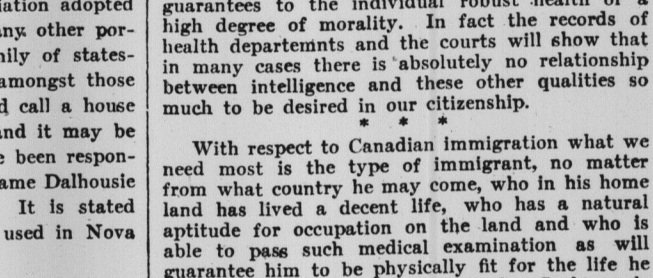 iation adopted
any other por-
mily of states-
amongst those
d call a house
and it may be
e been respon-
ame Dalhousie
It is stated
used in Nova
guarantees to the individual robust health or a
high degree of morality. In fact the records of
health departemnts and the courts will show that
in many cases there is absolutely no relationship
between intelligence and these other qualities so
much to be desired in our citizenship.
* * *
With respect to Canadian immigration what we
need most is the type of immigrant, no matter
from what country he may come, who in his home
land has lived a decent life, who has a natural
aptitude for occupation on the land and who is
able to pass such medical examination as will
guarantee him to be physically fit for the life he